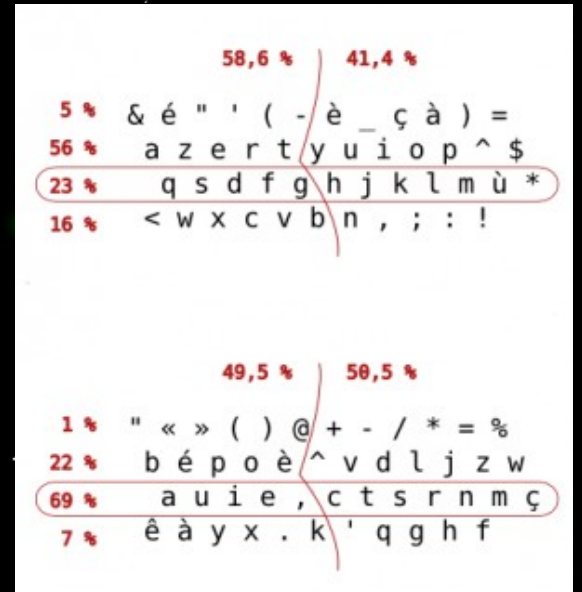 58,6 % 41,4 %
5 % & é " ' ( - è _ ç à ) =
56 % a z e r t y u i o p ^ $
23 % q s d f g h j k l m ù *
16 % < w x c v b n , ; : !
49,5 % 50,5 %
1 % " « » ( ) @ + - / * = %
22 % b é p o è ^ v d l j z w
69 % a u i e , c t s r n m ç
7 % ê à y x . k ' q g h f